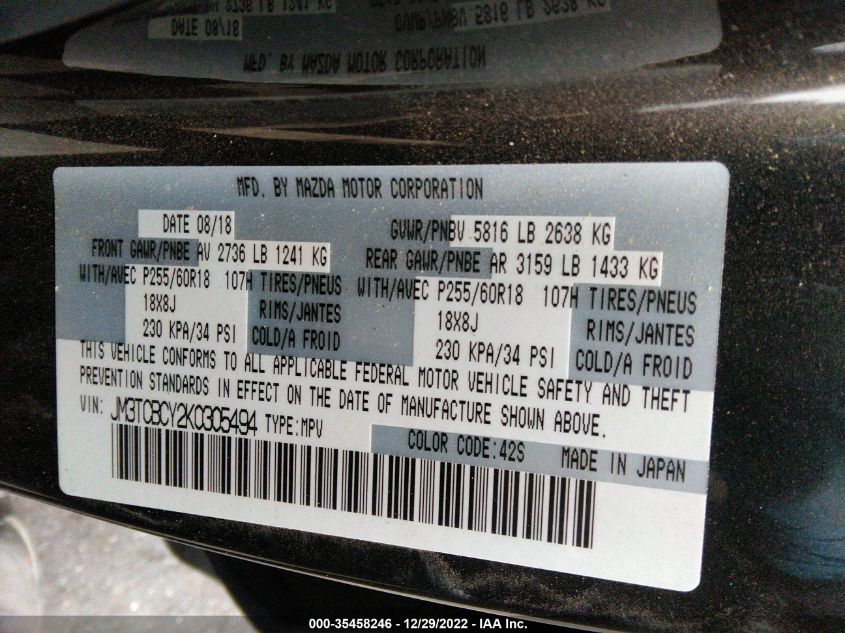 MFD. BY MAZDA MOTOR CORPORATION
DATE 08/18 GVWR/PNBV 5816 LB 2638 KG
FRONT GAWR/PNBE AV 2736 LB 1241 KG REAR GAWR/PNBE AR 3159 LB 1433 KG
WITH/AVEC P255/60R18 107H TIRES/PNEUS WITH/AVEC P255/60R18 107H TIRES/PNEUS
18X8J RIMS/JANTES 18X8J RIMS/JANTES
230 KPA/34 PSI COLD/A FROID 230 KPA/34 PSI COLD/A FROID
THIS VEHICLE CONFORMS TO ALL APPLICABLE FEDERAL MOTOR VEHICLE SAFETY AND THEFT
PREVENTION STANDARDS IN EFFECT ON THE DATE OF MANUFACTURE SHOWN ABOVE.
VIN: JM3TCBCY2K0305494 TYPE:MPV
COLOR CODE:42S MADE IN JAPAN
000-35458246 - 12/29/2022 - IAA Inc.